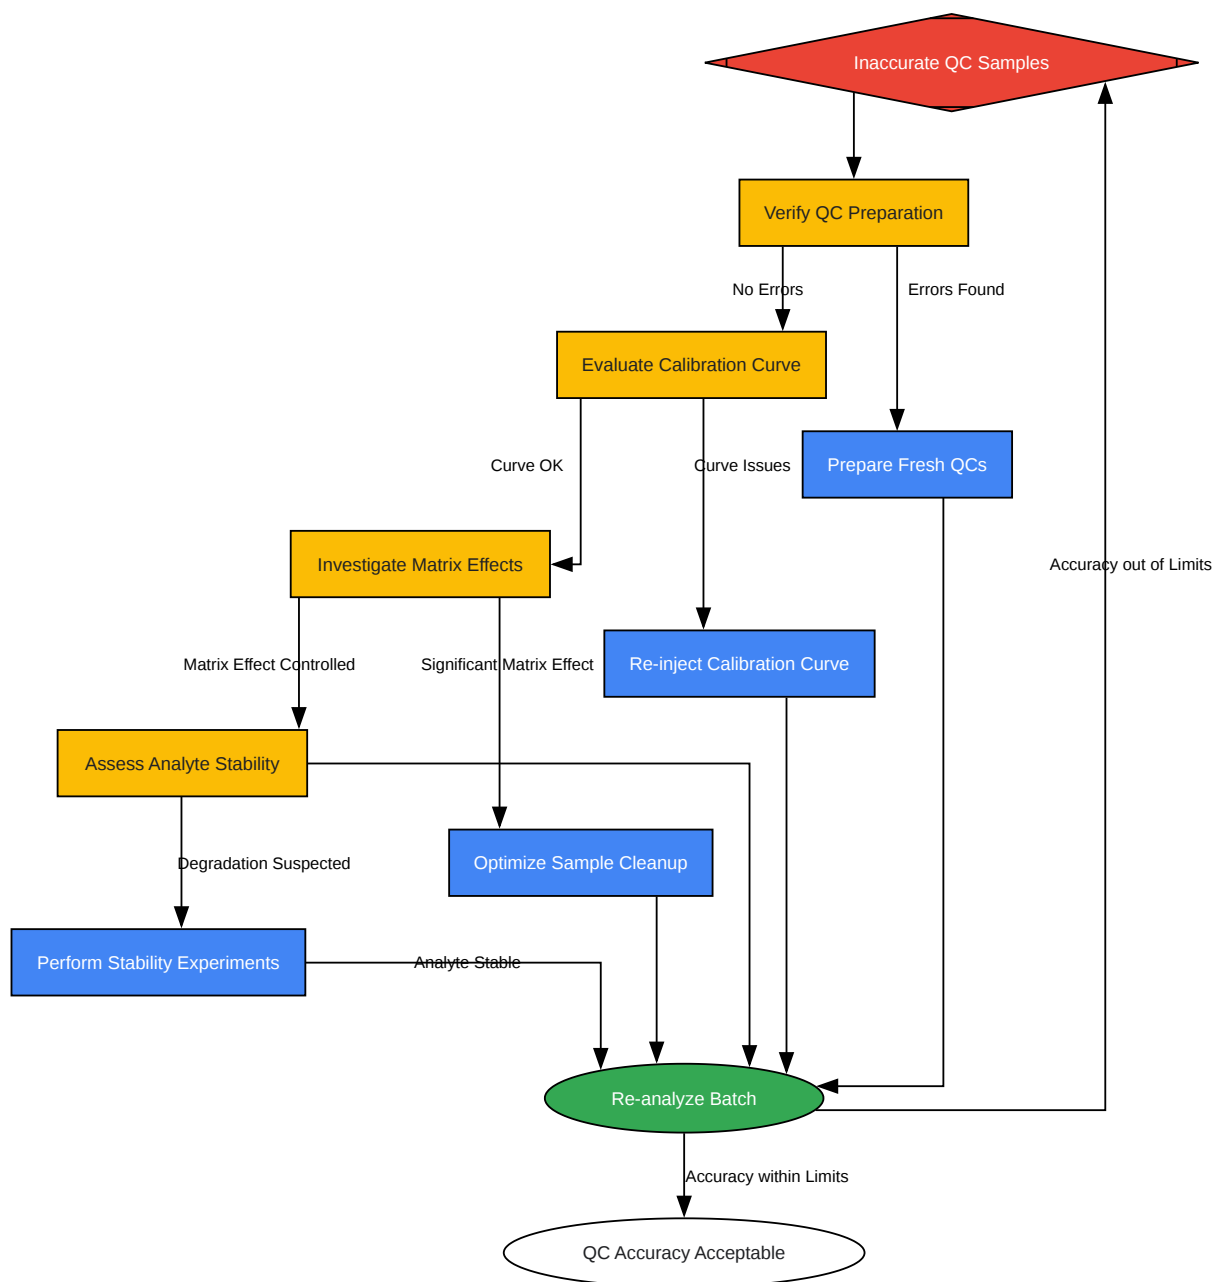 Inaccurate QC Samples
Verify QC Preparation
No Errors
Errors Found
Evaluate Calibration Curve
Curve OK
Curve Issues
Prepare Fresh QCs
Investigate Matrix Effects
Accuracy out of Limits
Matrix Effect Controlled
Significant Matrix Effect
Re-inject Calibration Curve
Assess Analyte Stability
Degradation Suspected
Optimize Sample Cleanup
Perform Stability Experiments
Analyte Stable
Re-analyze Batch
Accuracy within Limits
QC Accuracy Acceptable